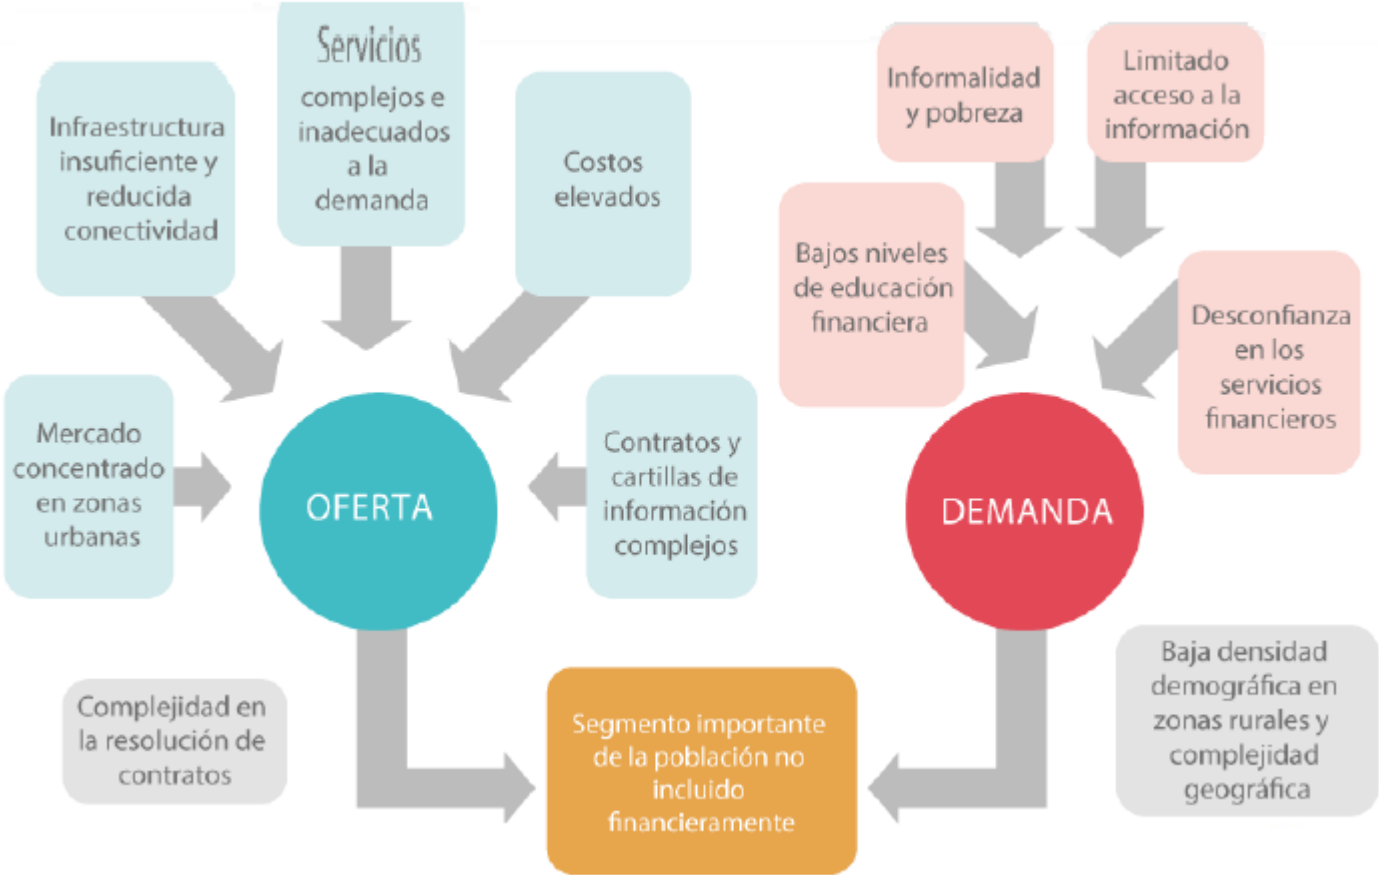 Servicios
complejos e
inadecuados
a la
demanda
Infraestructura
insuficiente y
reducida
conectividad
Costos
elevados
Mercado
concentrado
en zonas
urbanas
Contratos y
cartillas de
información
complejos
OFERTA
Informalidad
y pobreza
Limitado
acceso a la
información
Bajos niveles
de educación
financiera
Desconfianza
en los
servicios
financieros
DEMANDA
Complejidad en
la resolución de
contratos
Segmento importante
de la población no
incluido
financieramente
Baja densidad
demográfica en
zonas rurales y
complejidad
geográfica